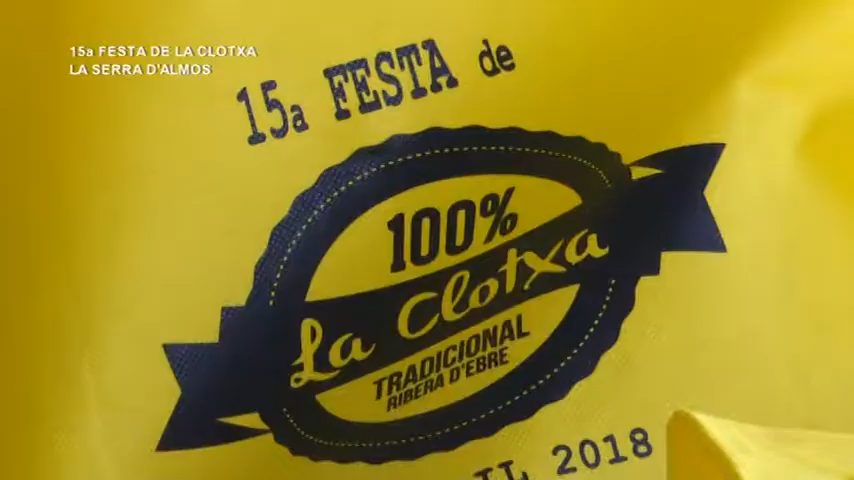 15a FESTA DE LA CLOTXA
LA SERRA D'ALMOS
15a FESTA de
100%
La Clotxa
TRADICIONAL
RIBERA D'EBRE
2018